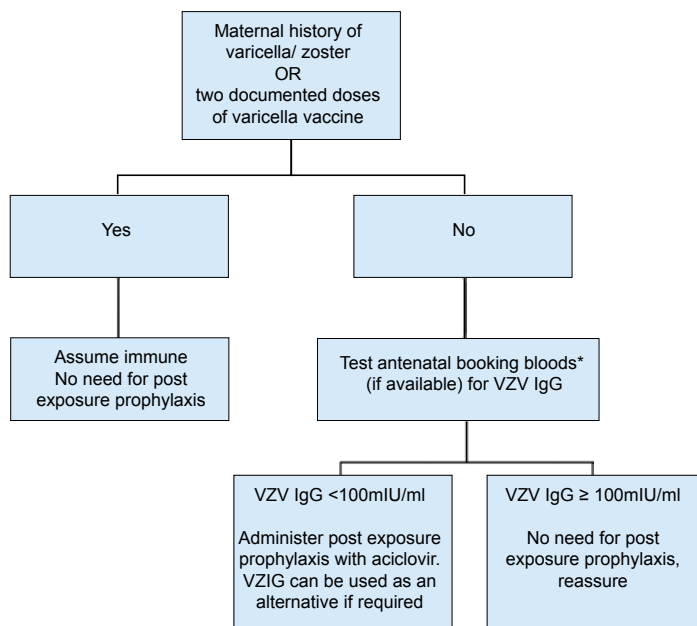 Maternal history of
varicella/ zoster
OR
two documented doses
of varicella vaccine
Yes
No
Assume immune
No need for post
exposure prophylaxis
Test antenatal booking bloods*
(if available) for VZV IgG
VZV IgG <100mIU/ml
Administer post exposure
prophylaxis with aciclovir.
VZIG can be used as an
alternative if required
VZV IgG ≥ 100mIU/ml
No need for post
exposure prophylaxis,
reassure